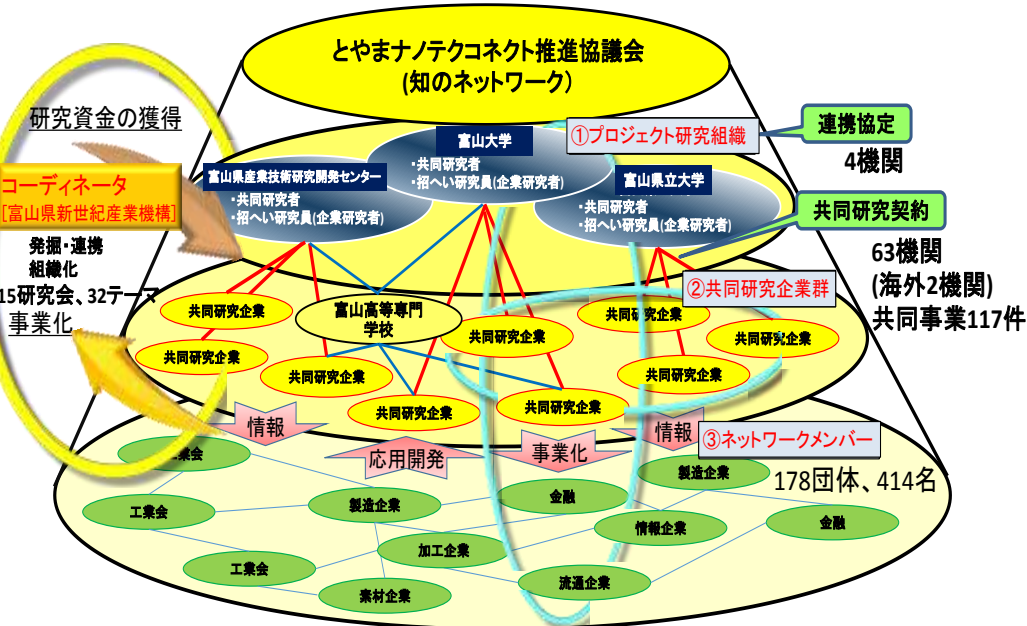 とやまナノテクコネクト推進協議会
(知のネットワーク)
研究資金の獲得
コーディネータ
[富山県新世紀産業機構]
発掘・連携
組織化
15研究会、32テーマ
事業化
①プロジェクト研究組織
連携協定
4機関
富山大学
・共同研究者
・招へい研究員(企業研究者)
富山県産業技術研究開発センター
・共同研究者
・招へい研究員(企業研究者)
富山県立大学
・共同研究者
・招へい研究員(企業研究者)
共同研究契約
63機関
(海外2機関)
共同事業117件
②共同研究企業群
富山高等専門
学校
共同研究企業
共同研究企業
共同研究企業
共同研究企業
共同研究企業
共同研究企業
共同研究企業
共同研究企業
共同研究企業
情報
応用開発
事業化
情報
③ネットワークメンバー
178団体、414名
工業会
製造企業
工業会
製造企業
金融
情報企業
金融
加工企業
工業会
素材企業
流通企業